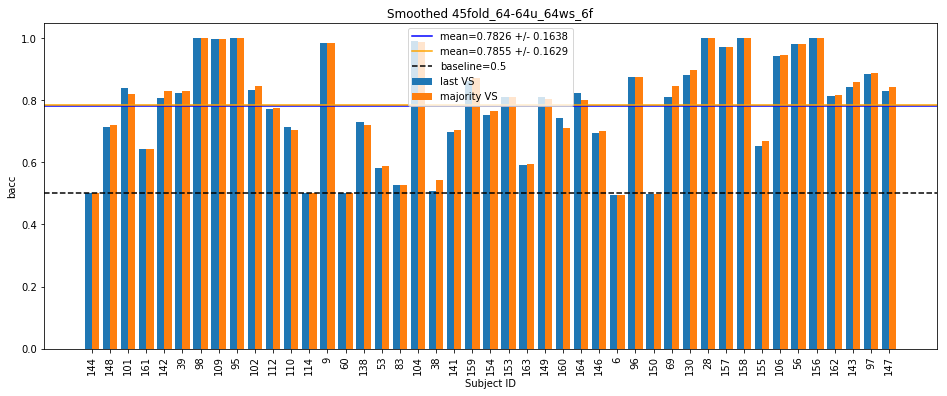 Smoothed 45fold_64-64u_64ws_6f
mean=0.7826 +/- 0.1638
mean=0.7855 +/- 0.1629
baseline=0.5
last VS
majority VS
bacc
1.0
0.8
0.6
0.4
0.2
0.0
144 148 101 161 142 39 98 109 95 102 112 110 114 9 60 138 53 83 104 38 141 159 154 153 163 149 160 164 146 6 96 150 69 130 28 157 158 155 106 56 156 162 143 97 147
Subject ID